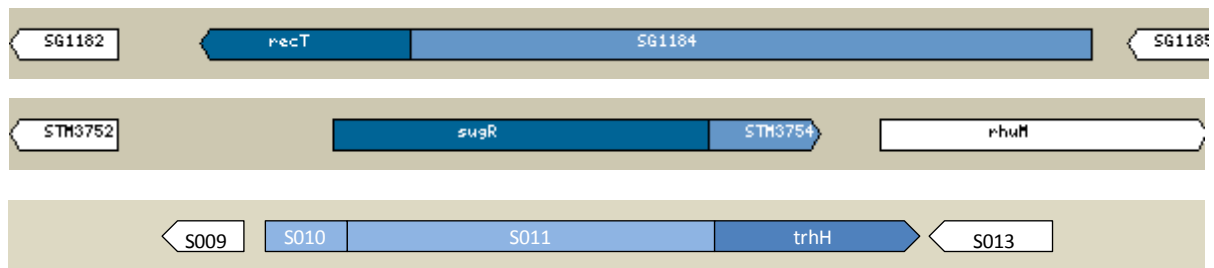 SG1182 recT SG1184 SG1185
STM3752 sugR STM3754 rhuM
S009 S010 S011 trhH S013